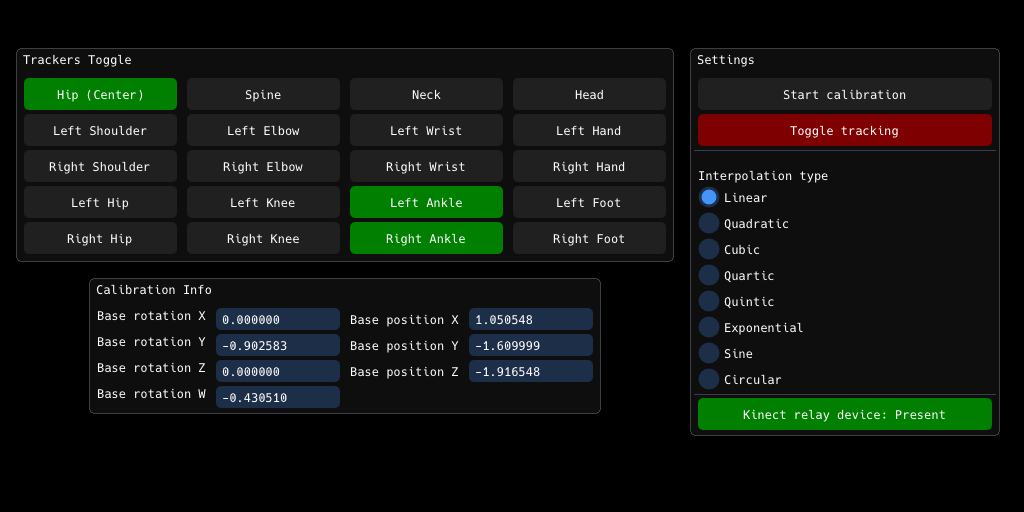 Trackers Toggle
Hip (Center) Spine Neck Head
Left Shoulder Left Elbow Left Wrist Left Hand
Right Shoulder Right Elbow Right Wrist Right Hand
Left Hip Left Knee Left Ankle Left Foot
Right Hip Right Knee Right Ankle Right Foot
Calibration Info
Base rotation X 0.000000 Base position X 1.050548
Base rotation Y -0.902583 Base position Y -1.609999
Base rotation Z 0.000000 Base position Z -1.916548
Base rotation W -0.430510
Settings
Start calibration
Toggle tracking
Interpolation type
Linear
Quadratic
Cubic
Quartic
Quintic
Exponential
Sine
Circular
Kinect relay device: Present